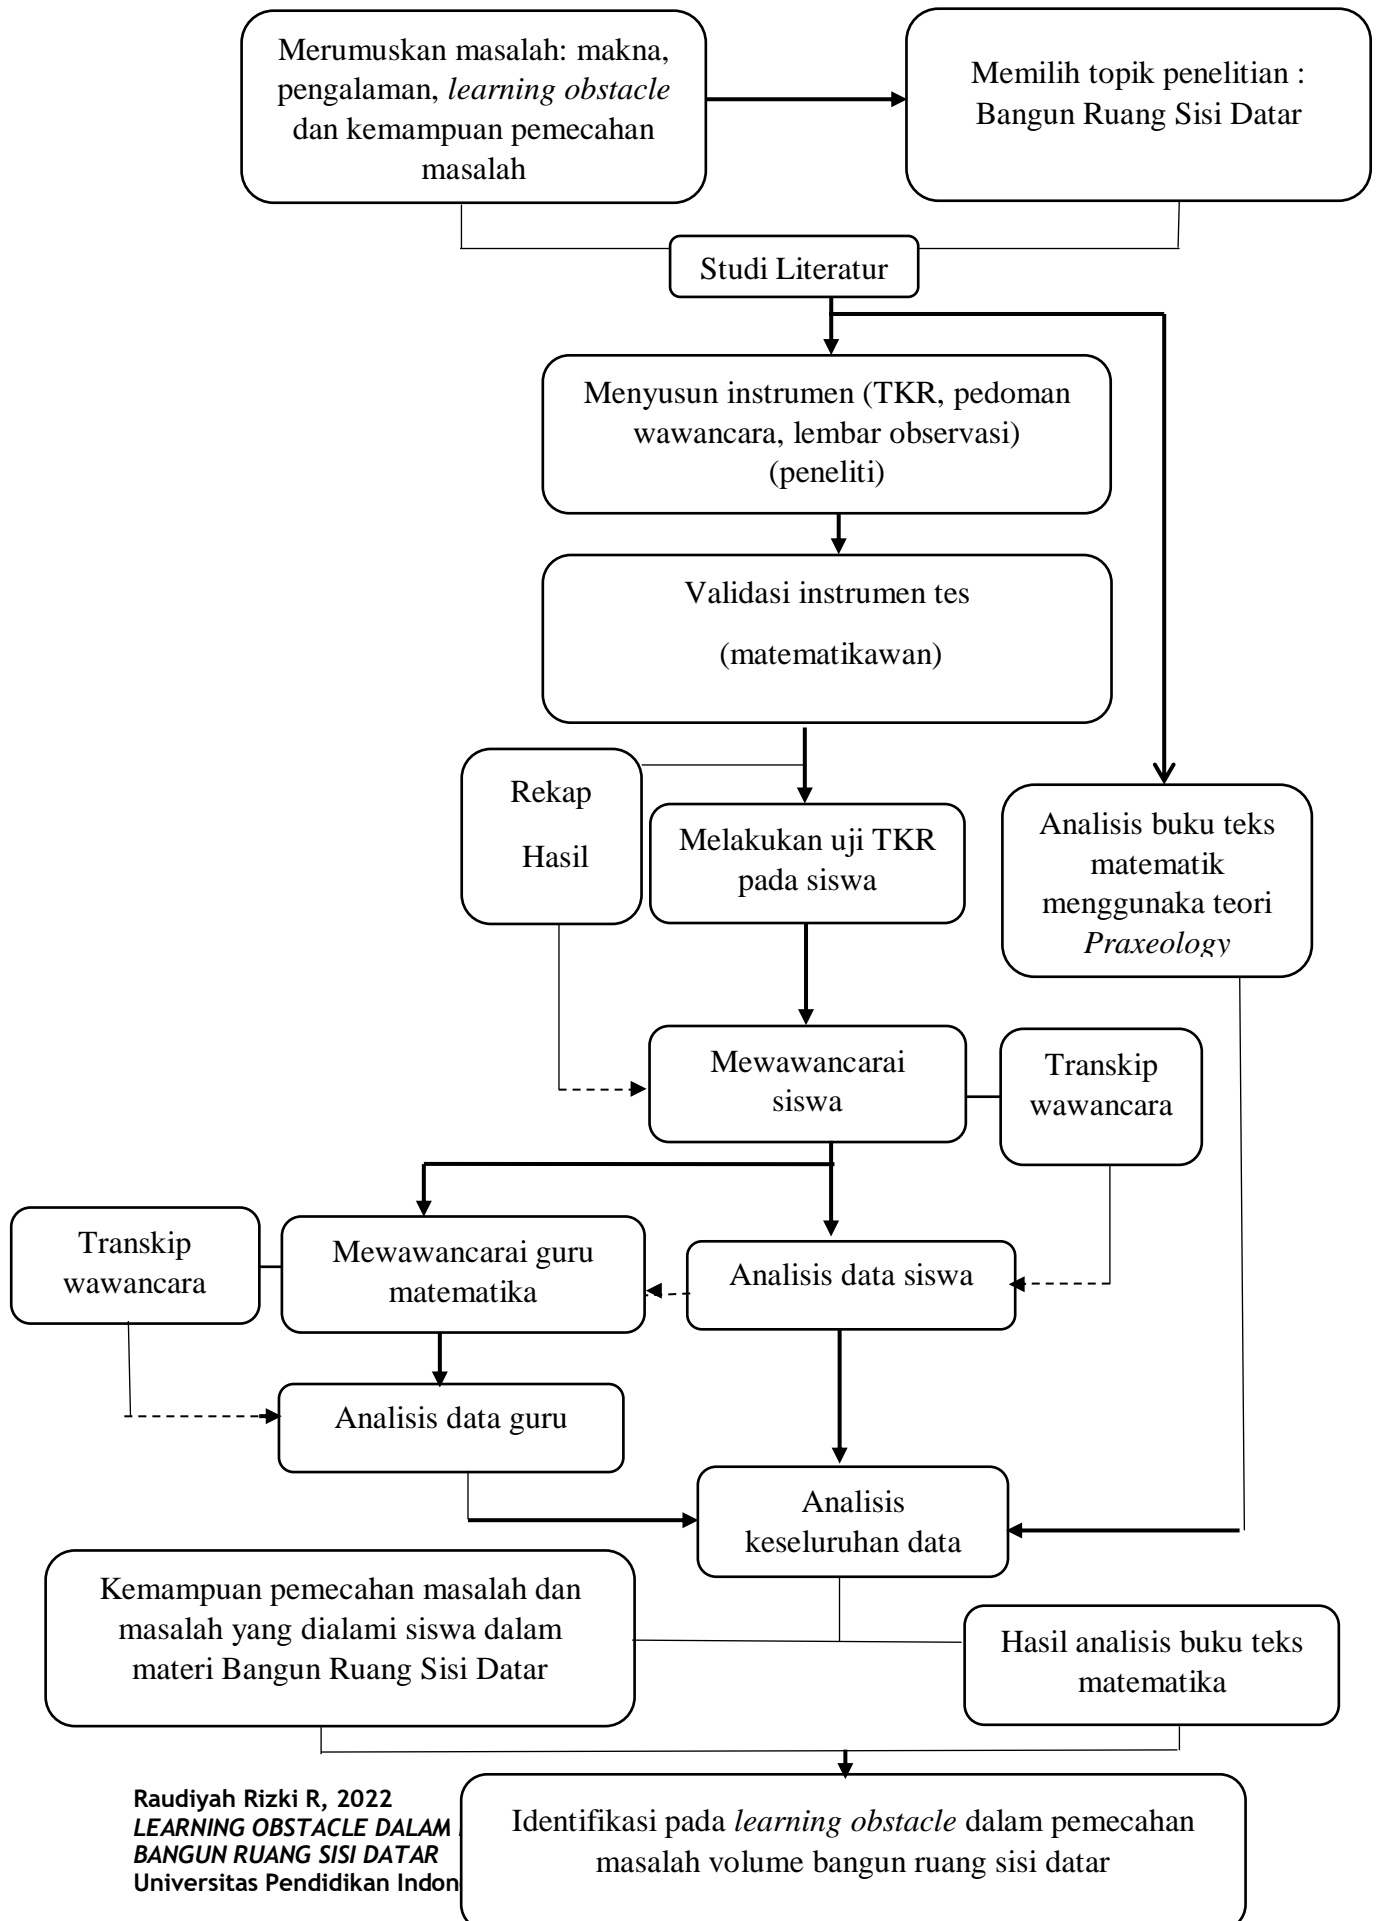 Merumuskan masalah: makna,
pengalaman, learning obstacle
dan kemampuan pemecahan
masalah
Memilih topik penelitian :
Bangun Ruang Sisi Datar
Studi Literatur
Menyusun instrumen (TKR, pedoman
wawancara, lembar observasi)
(peneliti)
Validasi instrumen tes
(matematikawan)
Rekap
Hasil
Melakukan uji TKR
pada siswa
Analisis buku teks
matematik
menggunaka teori
Praxeology
Mewawancarai
siswa
Transkip
wawancara
Transkip
wawancara
Mewawancarai guru
matematika
Analisis data siswa
Analisis data guru
Analisis
keseluruhan data
Kemampuan pemecahan masalah dan
masalah yang dialami siswa dalam
materi Bangun Ruang Sisi Datar
Hasil analisis buku teks
matematika
Raudiyah Rizki R, 2022
LEARNING OBSTACLE DALAM
BANGUN RUANG SISI DATAR
Universitas Pendidikan Indon
Identifikasi pada learning obstacle dalam pemecahan
masalah volume bangun ruang sisi datar